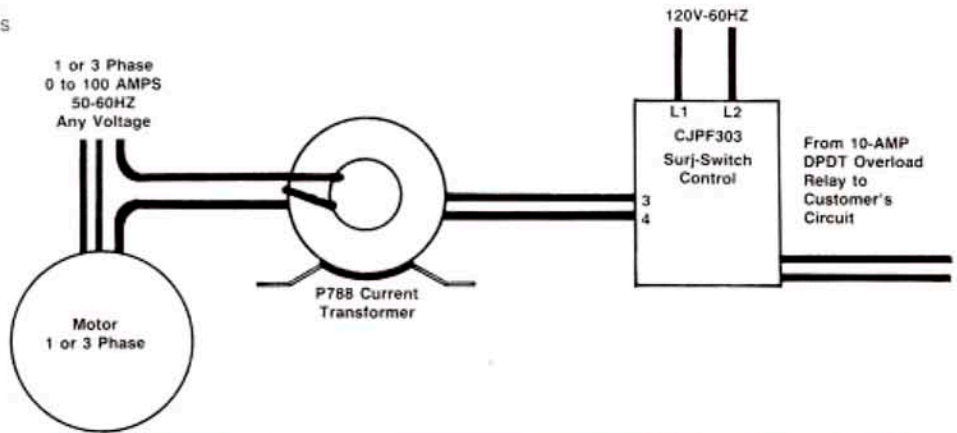 s
120V-60HZ
1 or 3 Phase
0 to 100 AMPS
50-60HZ
Any Voltage
L1 L2
CJPF303
Surj-Switch
Control
3
4
From 10-AMP
DPDT Overload
Relay to
Customer's
Circuit
P788 Current
Transformer
Motor
1 or 3 Phase